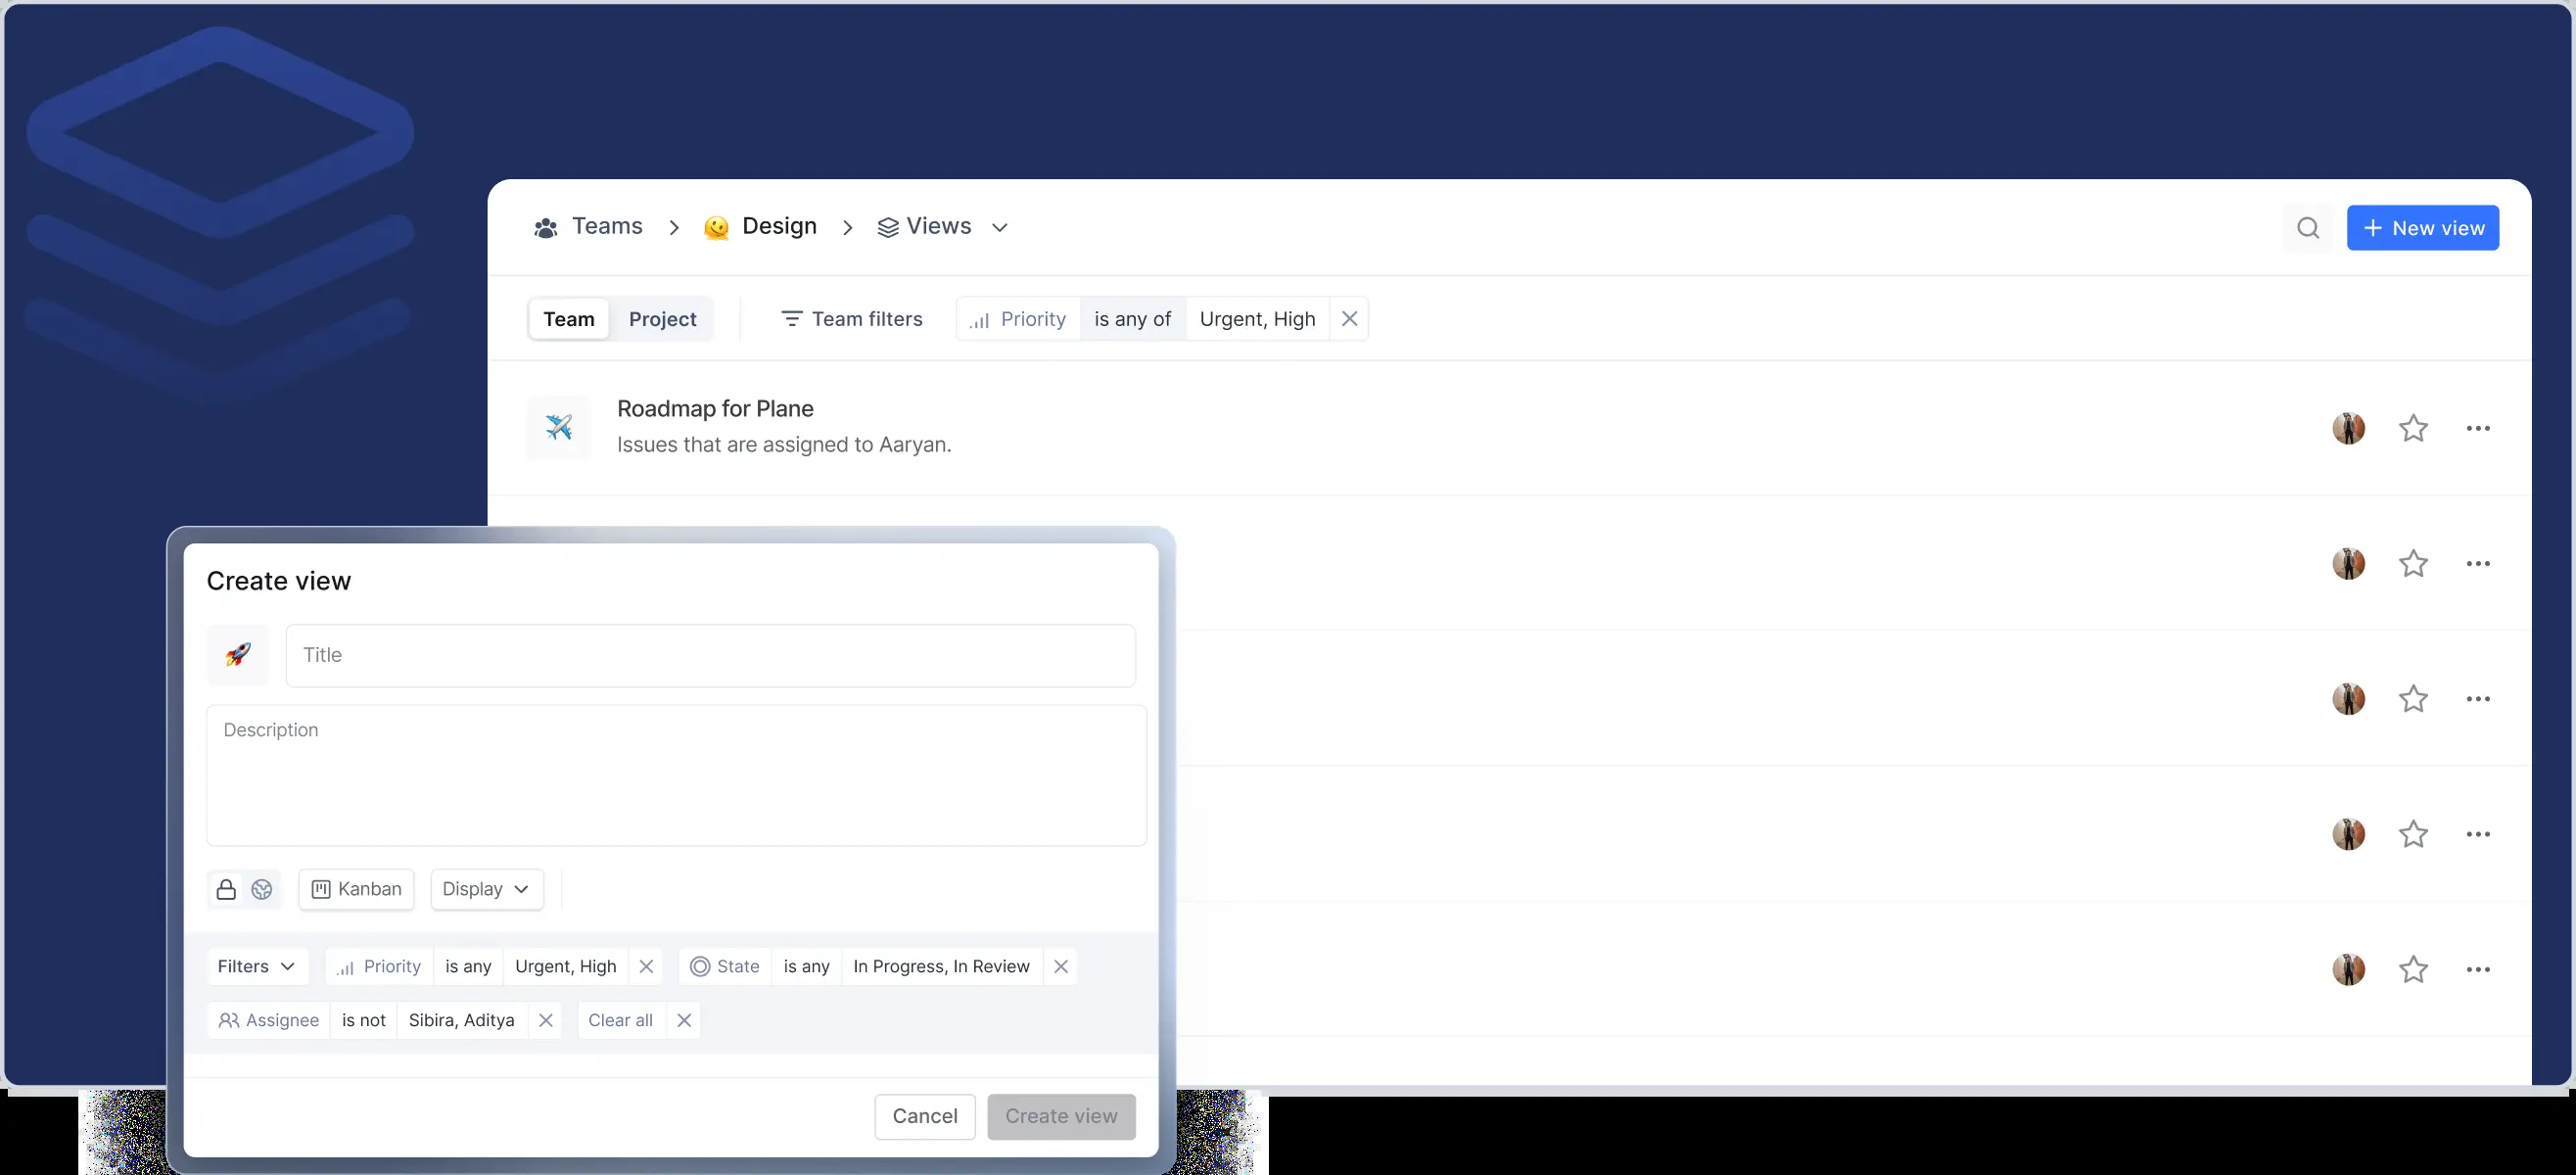 Teams Design Views
New view
Team Project Team filters Priority is any of Urgent, High
Roadmap for Plane
Issues that are assigned to Aaryan.
Create view
Title
Description
Kanban Display
Filters Priority is any Urgent, High State is any In Progress, In Review
Assignee is not Sibira, Aditya Clear all
Cancel Create view